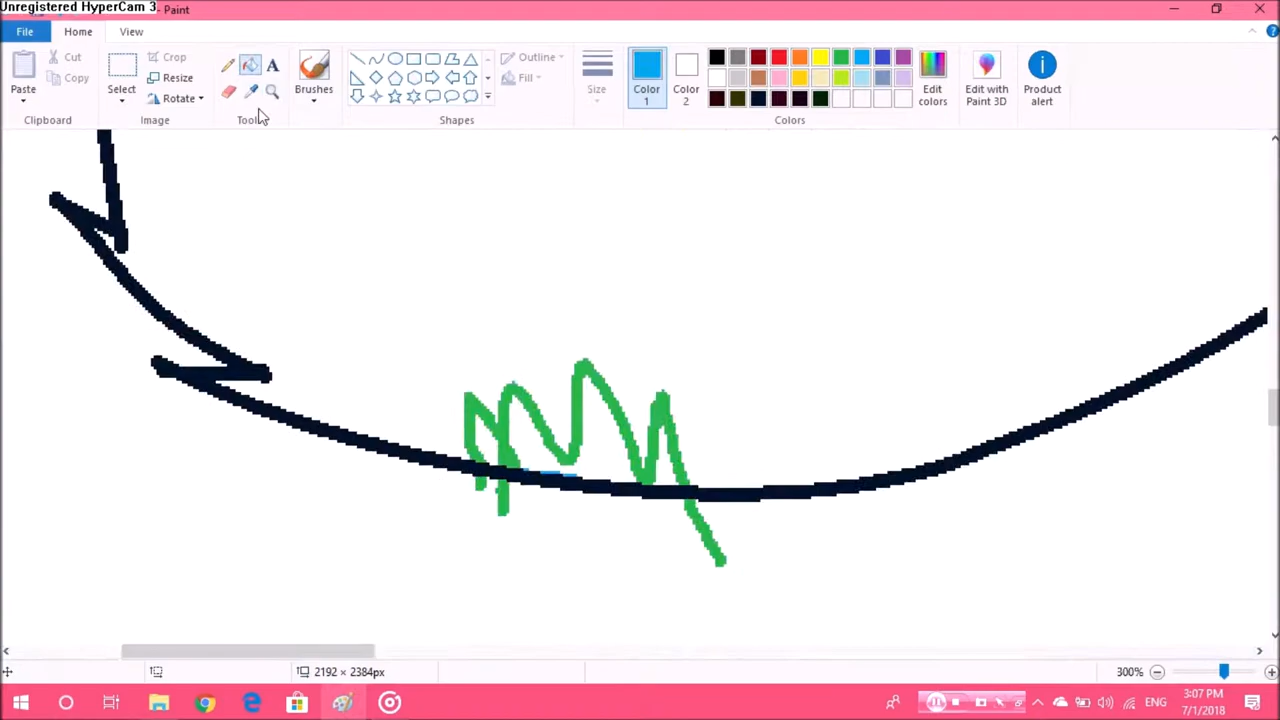 Unregistered HyperCam 3 - Paint
File Home View
Cut Crop Outline
Paste Copy Select Resize Brushes Fill Size Color 1 Color 2 Edit colors Edit with Paint 3D Product alert
Rotate A
Clipboard Image Tools Shapes Colors
2192 × 2384px 300%
ENG 3:07 PM
7/1/2018